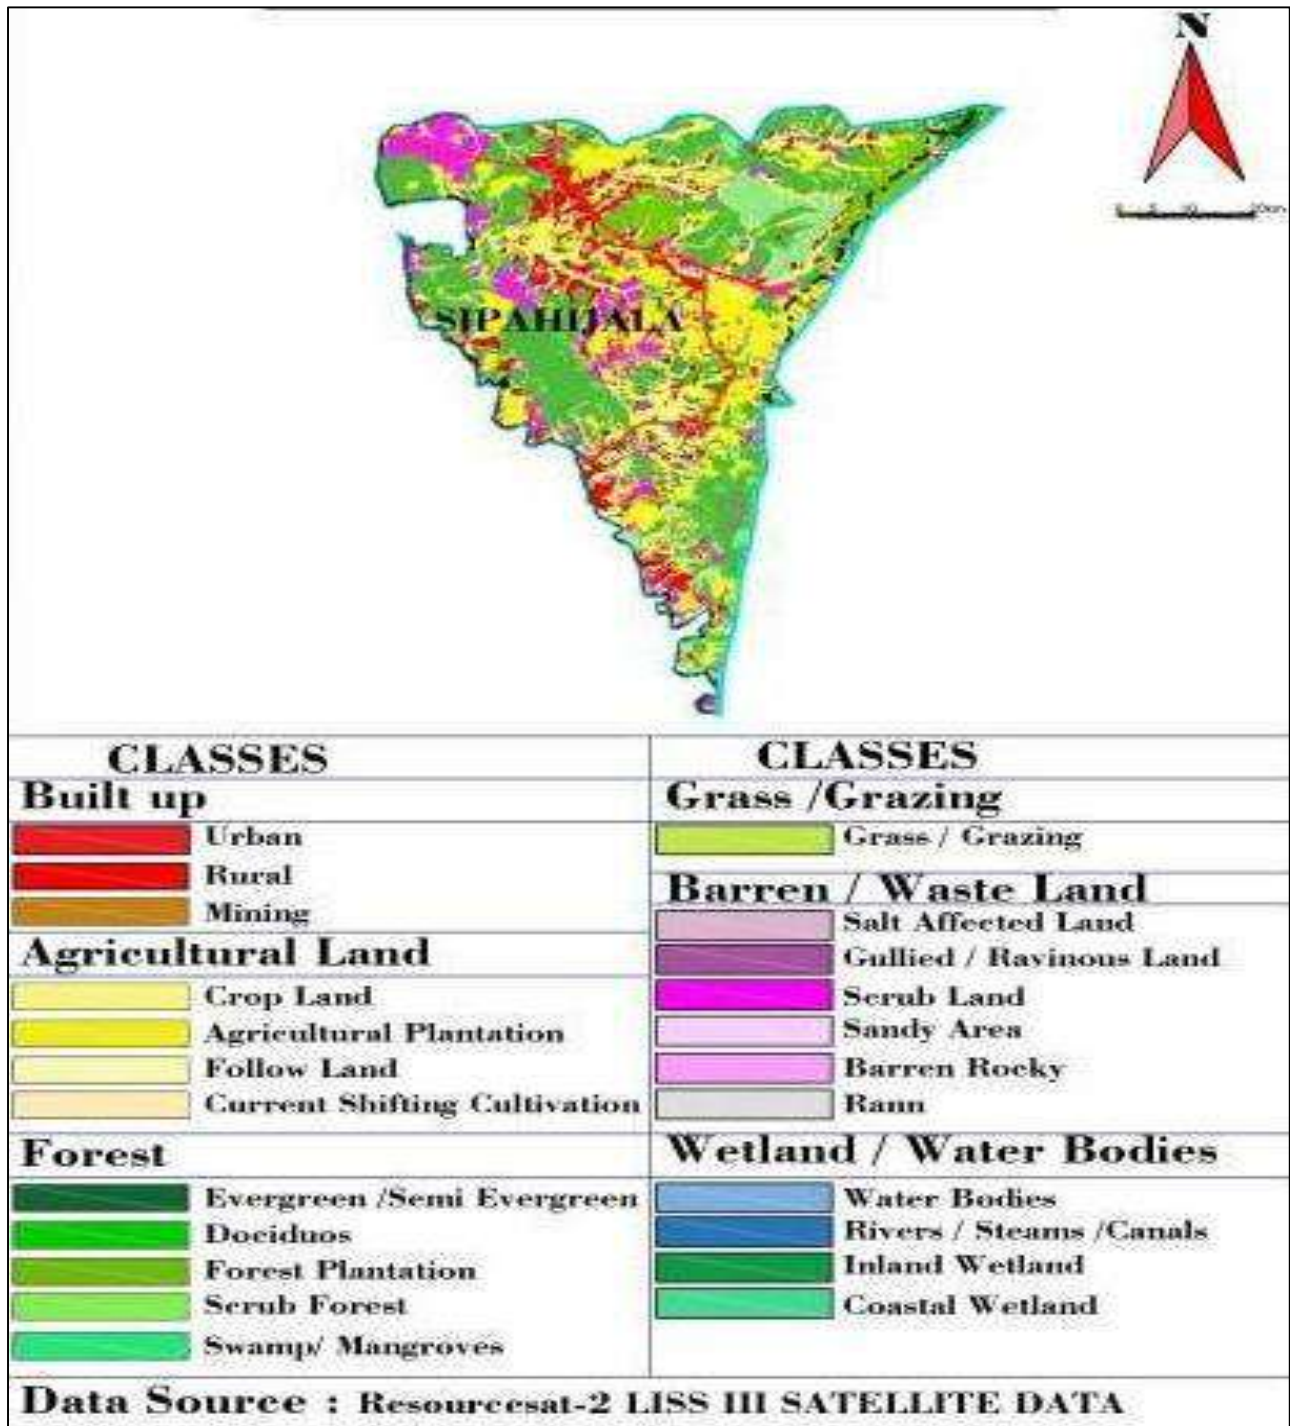 N
SIPAHIJALA
CLASSES
Built up
Urban
Rural
Mining
Agricultural Land
Crop Land
Agricultural Plantation
Follow Land
Current Shifting Cultivation
Forest
Evergreen /Semi Evergreen
Dociduos
Forest Plantation
Scrub Forest
Swamp/ Mangroves
CLASSES
Grass /Grazing
Grass / Grazing
Barren / Waste Land
Salt Affected Land
Gullied / Ravinous Land
Scrub Land
Sandy Area
Barren Rocky
Rann
Wetland / Water Bodies
Water Bodies
Rivers / Steams /Canals
Inland Wetland
Coastal Wetland
Data Source : Resourcesat-2 LISS III SATELLITE DATA